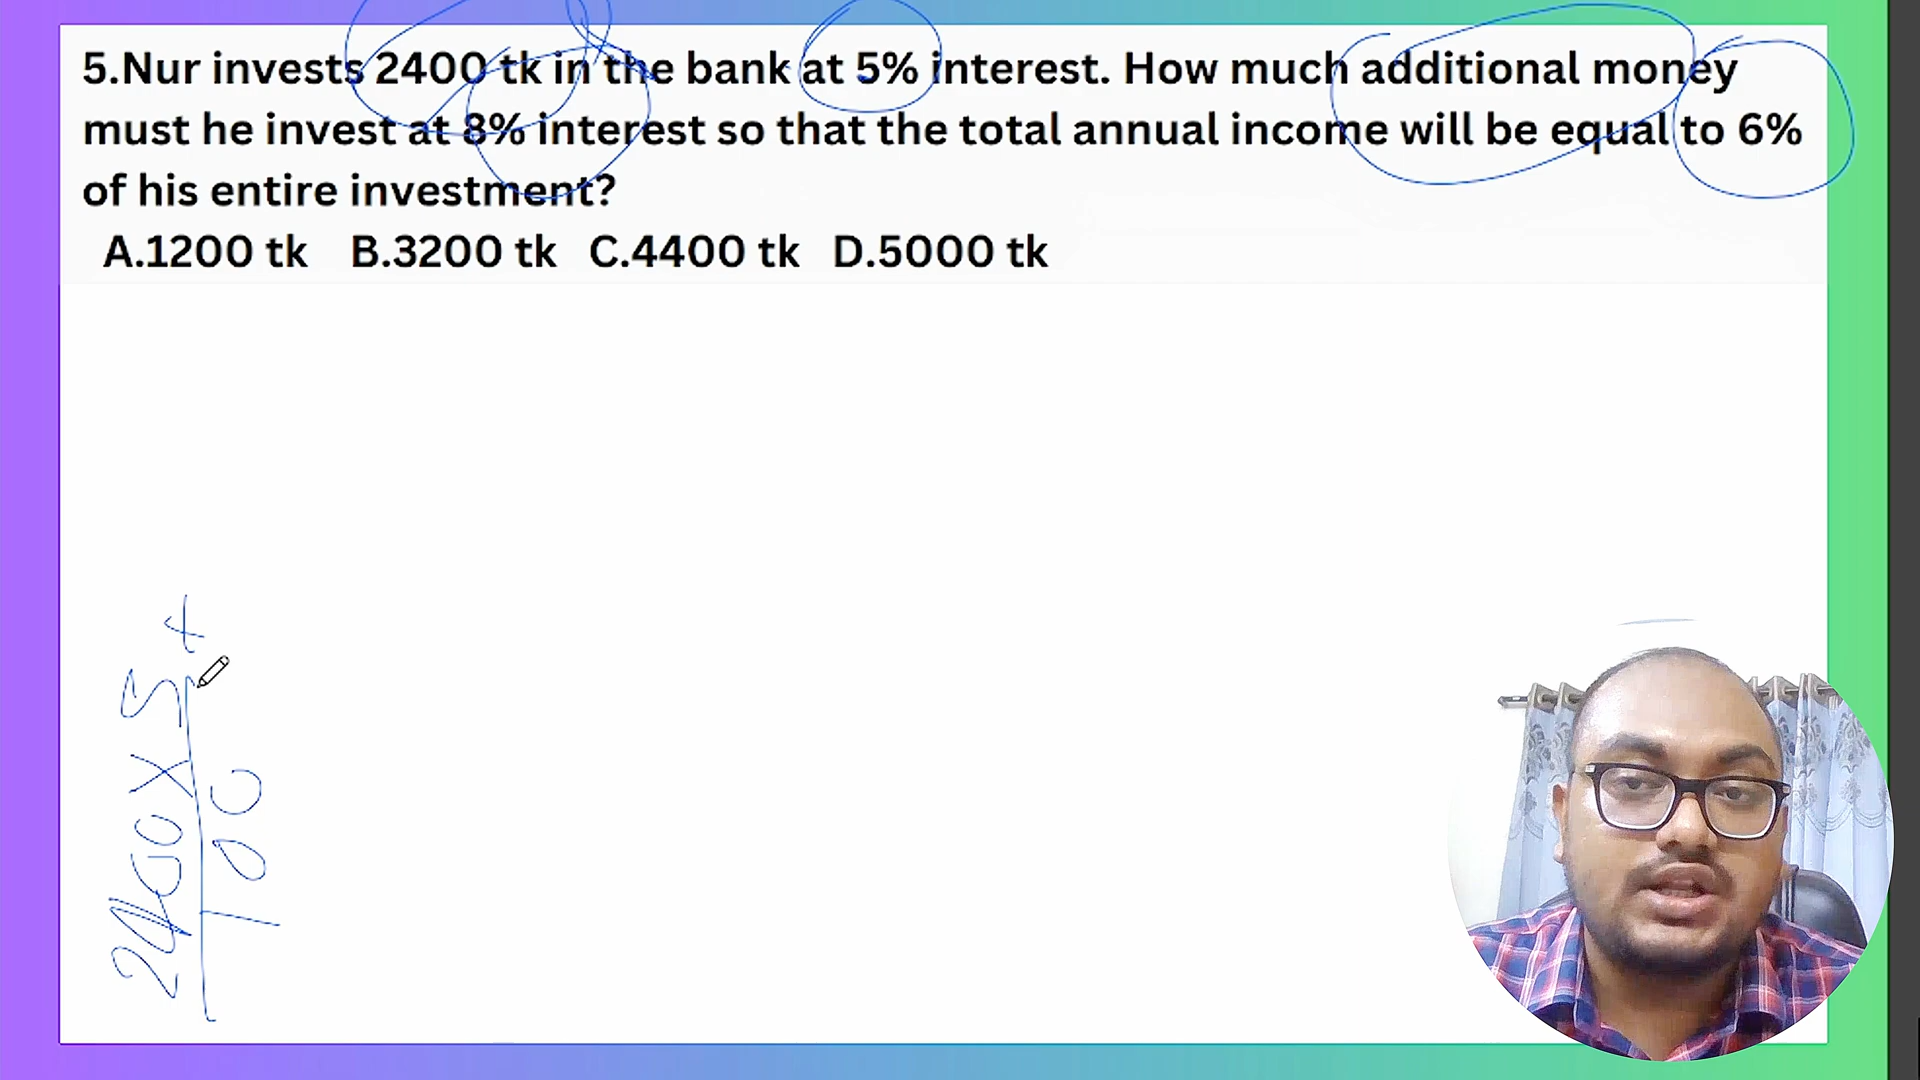 5.Nur invests 2400 tk in the bank at 5% interest. How much additional money
must he invest at 8% interest so that the total annual income will be equal to 6%
of his entire investment?
A.1200 tk B.3200 tk C.4400 tk D.5000 tk
2400 X 5 +
100